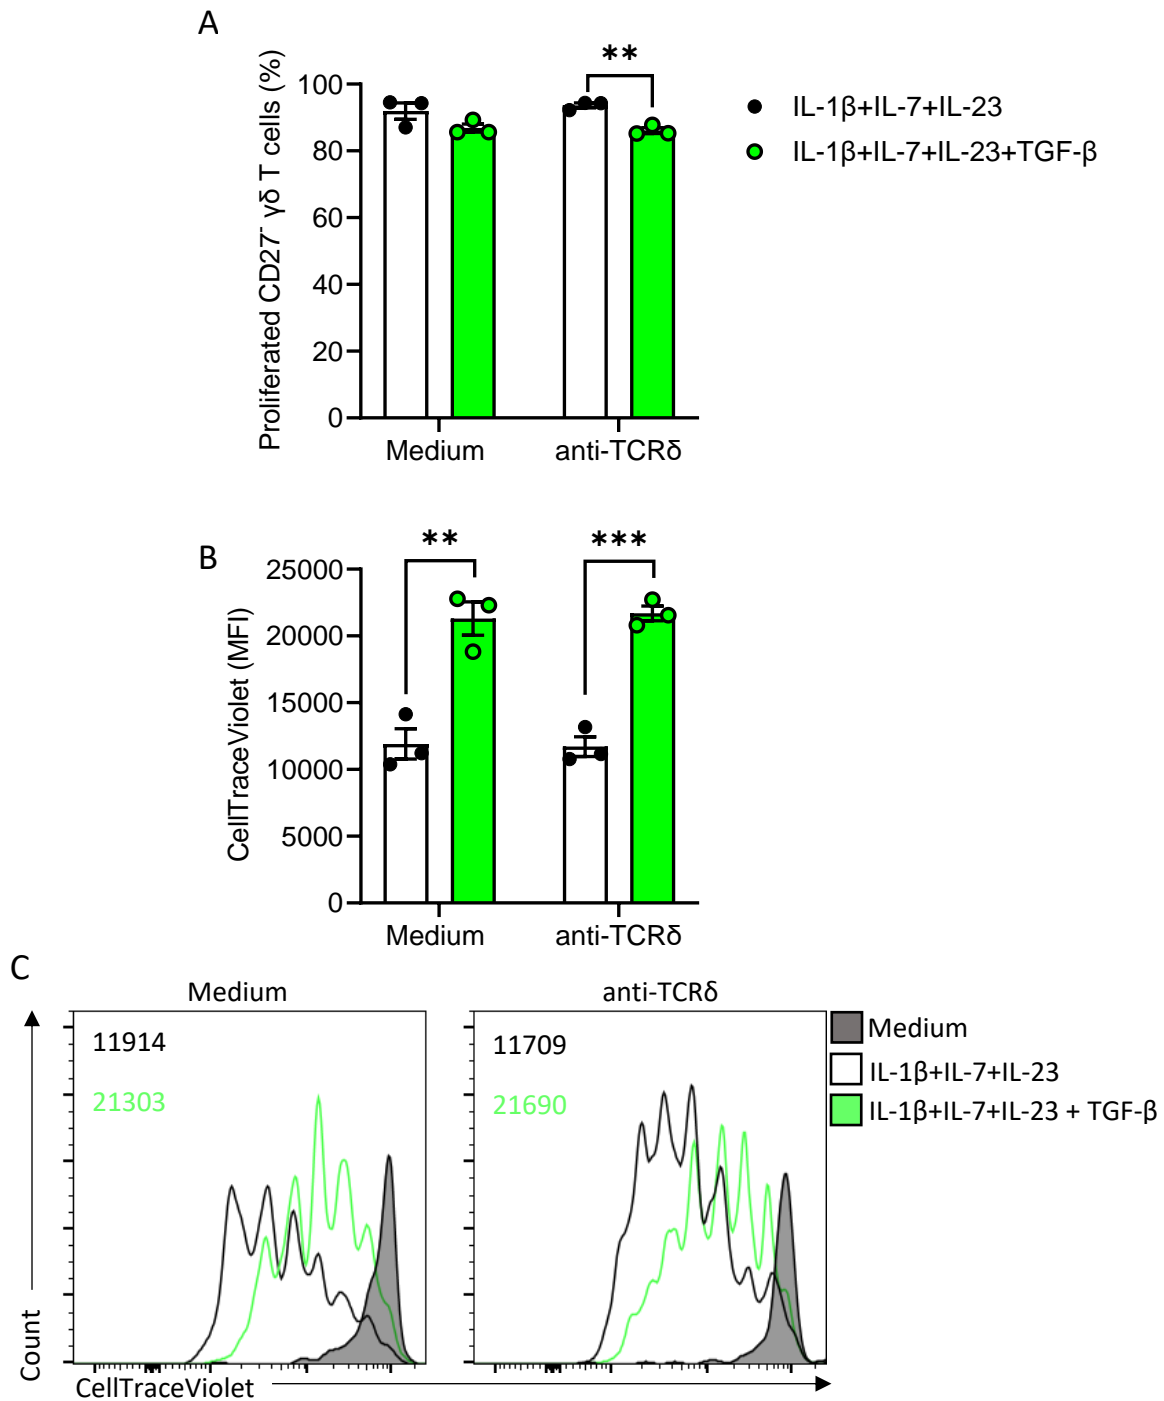 A
**
Proliferated CD27⁻ γδ T cells (%)
100
80
60
40
20
0
Medium
anti-TCRδ
IL-1β+IL-7+IL-23
IL-1β+IL-7+IL-23+TGF-β
B
**
***
CellTraceViolet (MFI)
25000
20000
15000
10000
5000
0
Medium
anti-TCRδ
C
Medium
11914
21303
anti-TCRδ
11709
21690
Medium
IL-1β+IL-7+IL-23
IL-1β+IL-7+IL-23 + TGF-β
Count
CellTraceViolet